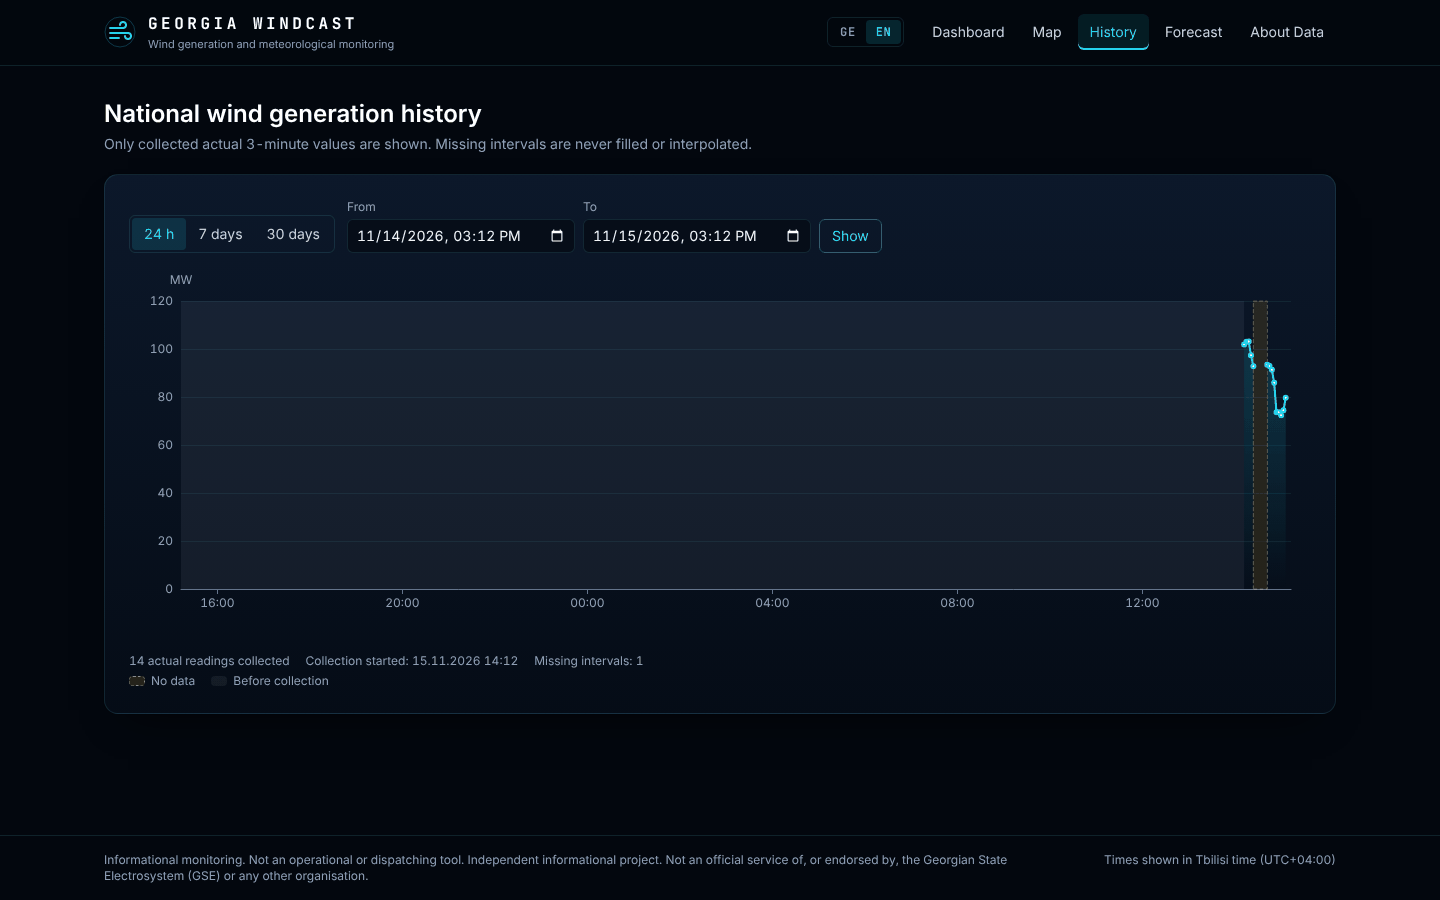 GEORGIA WINDCAST
Wind generation and meteorological monitoring
GE EN Dashboard Map History Forecast About Data
National wind generation history
Only collected actual 3-minute values are shown. Missing intervals are never filled or interpolated.
From To
24 h 7 days 30 days 11/14/2026, 03:12 PM 11/15/2026, 03:12 PM Show
MW
120
100
80
60
40
20
0
16:00 20:00 00:00 04:00 08:00 12:00
14 actual readings collected Collection started: 15.11.2026 14:12 Missing intervals: 1
No data Before collection
Informational monitoring. Not an operational or dispatching tool. Independent informational project. Not an official service of, or endorsed by, the Georgian State
Electrosystem (GSE) or any other organisation.
Times shown in Tbilisi time (UTC+04:00)